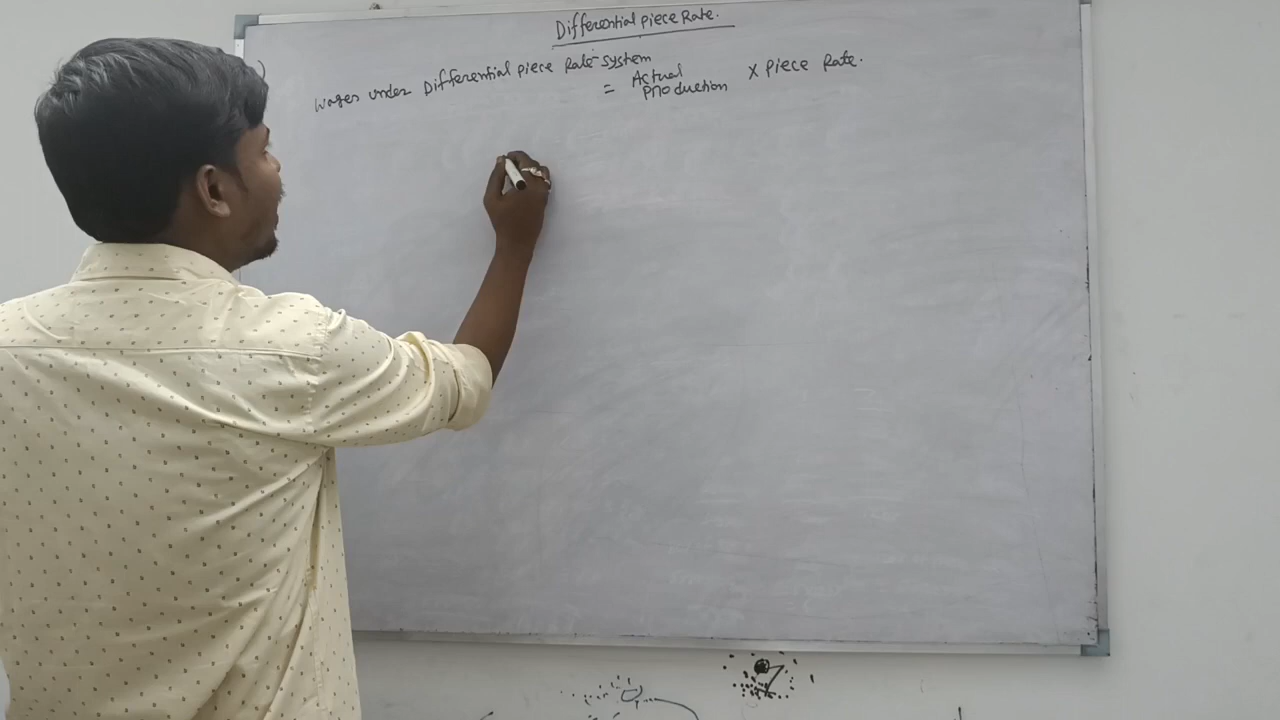 Differential piece Rate.
wages under Differential piece Rate system
= Actual production x piece Rate.